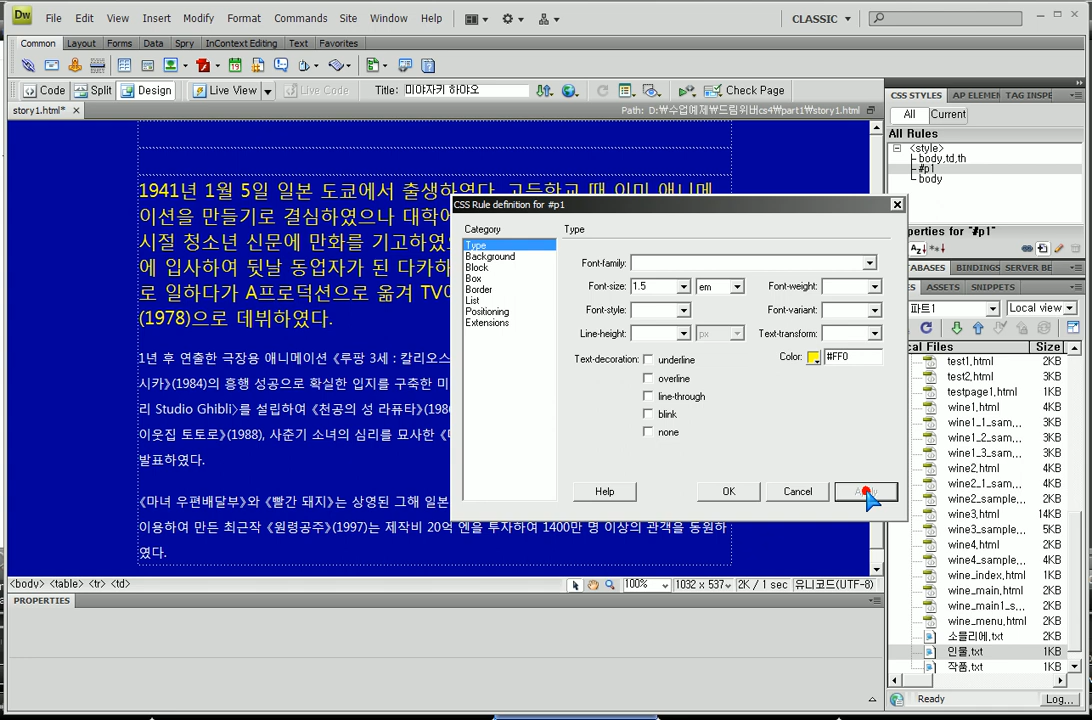 Dw File Edit View Insert Modify Format Commands Site Window Help CLASSIC
Common Layout Forms Data Spry InContext Editing Text Favorites
Code Split Design Live View Live Code Title: 미야자키 하야오 Check Page
story1.html* Path: D:₩수업예제₩드림위버cs4₩part1₩story1.html
1941년 1월 5일 일본 도쿄에서 출생하였다. 고등학교 때 이미 애니메
이션을 만들기로 결심하였으나 대학에
시절 청소년 신문에 만화를 기고하였으
에 입사하여 뒷날 동업자가 된 다카하
로 일하다가 A프로덕션으로 옮겨 TV에
(1978)으로 데뷔하였다.
1년 후 연출한 극장용 애니메이션 《루팡 3세 : 칼리오스
시카》(1984)의 흥행 성공으로 확실한 입지를 구축한 미
리 Studio Ghibli〉를 설립하여 《천공의 성 라퓨타》(198
이웃집 토토로》(1988), 사춘기 소녀의 심리를 묘사한
발표하였다.
《마녀 우편배달부》와 《빨간 돼지》는 상영된 그해 일본
이용하여 만든 최근작 《원령공주》(1997)는 제작비 20억 엔을 투자하여 1400만 명 이상의 관객을 동원하
였다.
CSS Rule definition for #p1
Category
Type
Background
Block
Box
Border
List
Positioning
Extensions
Type
Font-family:
Font-size: 1.5 em Font-weight:
Font-style: Font-variant:
Line-height: px Text-transform:
Text-decoration: underline Color: #FF0
overline
line-through
blink
none
Help OK Cancel
<body> <table> <tr> <td> 100% 1032 x 537 2K / 1 sec 유니코드(UTF-8)
PROPERTIES
CSS STYLES AP ELEMEN TAG INSPE
All Current
All Rules
<style>
body,td,th
#p1
body
perties for "#p1"
ABASES BINDINGS SERVER BE
ES ASSETS SNIPPETS
파트1 Local view
cal Files Size
test1.html 2KB
test2.html 3KB
testpage1.html 1KB
wine1.html 4KB
wine1_1_sam... 2KB
wine1_2_sam... 3KB
wine1_3_sam... 2KB
wine2.html 4KB
wine2_1_sam... 2KB
wine2_sample... 2KB
wine3.html 14KB
wine3_sample... 5KB
wine4.html 2KB
wine4_sample... 6KB
wine_index.html 1KB
wine_main.html 2KB
wine_main1_s... 2KB
wine_menu.html 1KB
소믈리에.txt 2KB
인물.txt 1KB
작품.txt 1KB
Ready Log...